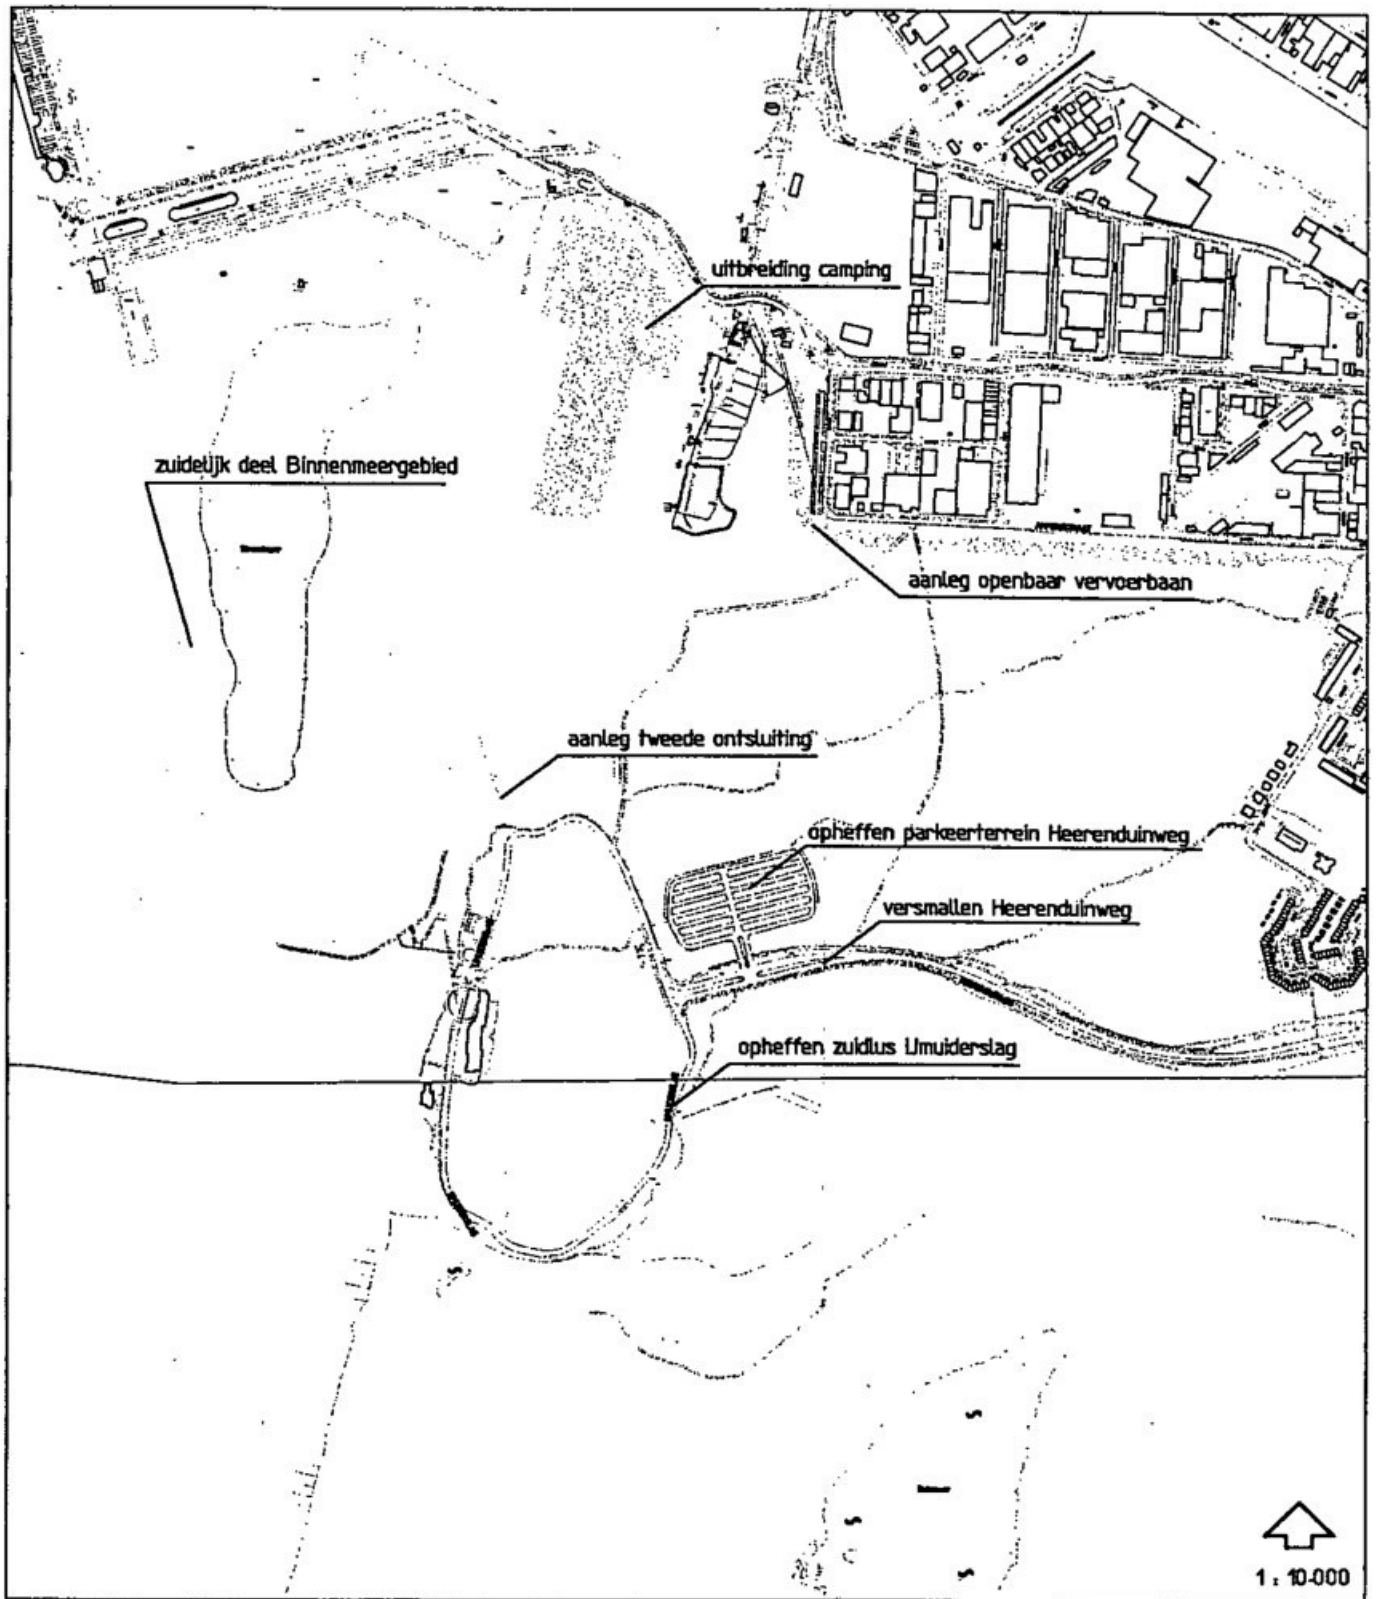 uitbreiding camping
zuidelijk deel Binnenmeergebied
aanleg openbaar vervoerbaan
aanleg tweede ontsluiting
opheffen parkeerterrein Heerenduinweg
versmallen Heerenduinweg
opheffen zuidlus IJmuiderslag
1 : 10-000